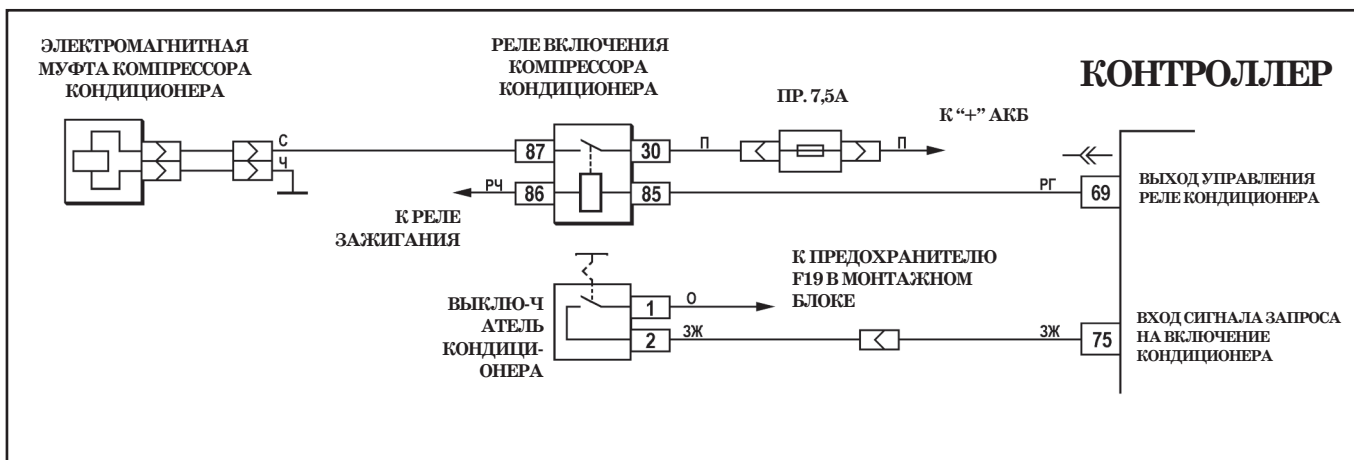 ЭЛЕКТРОМАГНИТНАЯ
МУФТА КОМПРЕССОРА
КОНДИЦИОНЕРА
РЕЛЕ ВКЛЮЧЕНИЯ
КОМПРЕССОРА
КОНДИЦИОНЕРА
ПР. 7,5А
К “+” АКБ
КОНТРОЛЛЕР
С
Ч
87
30
П
П
РЧ
86
85
РГ
69
ВЫХОД УПРАВЛЕНИЯ
РЕЛЕ КОНДИЦИОНЕРА
К РЕЛЕ
ЗАЖИГАНИЯ
К ПРЕДОХРАНИТЕЛЮ
F19 В МОНТАЖНОМ
БЛОКЕ
ВЫКЛЮ-Ч
АТЕЛЬ
КОНДИЦИ-
ОНЕРА
1
О
2
ЗЖ
ЗЖ
75
ВХОД СИГНАЛА ЗАПРОСА
НА ВКЛЮЧЕНИЕ
КОНДИЦИОНЕРА